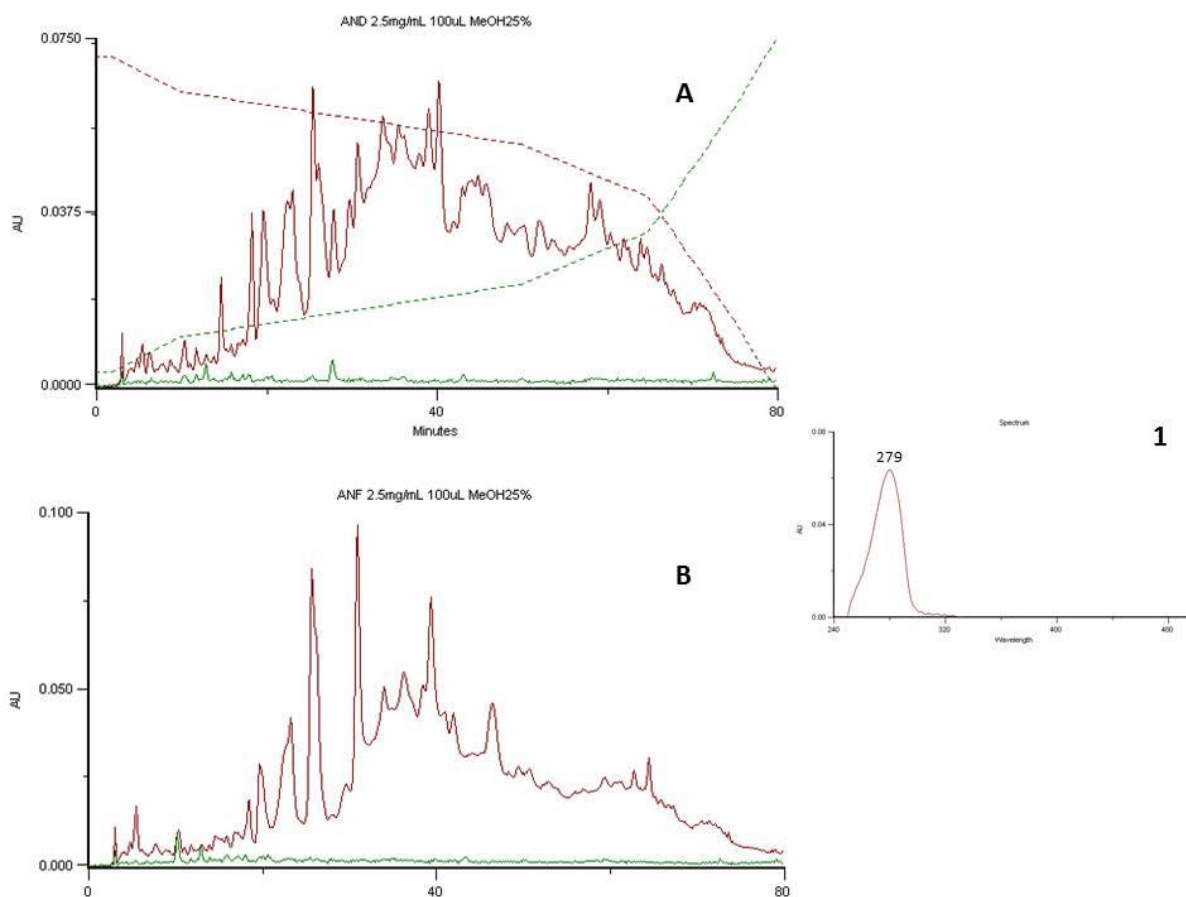 AND 2.5mg/mL 100uL MeOH25%
0.0750
A
0.0375
AU
0.0000
0
40
80
Minutes
Spectrum
1
0.08
279
0.04
AU
0.00
240
320
400
480
Wavelength
ANF 2.5mg/mL 100uL MeOH25%
0.100
B
0.050
AU
0.000
0
40
80